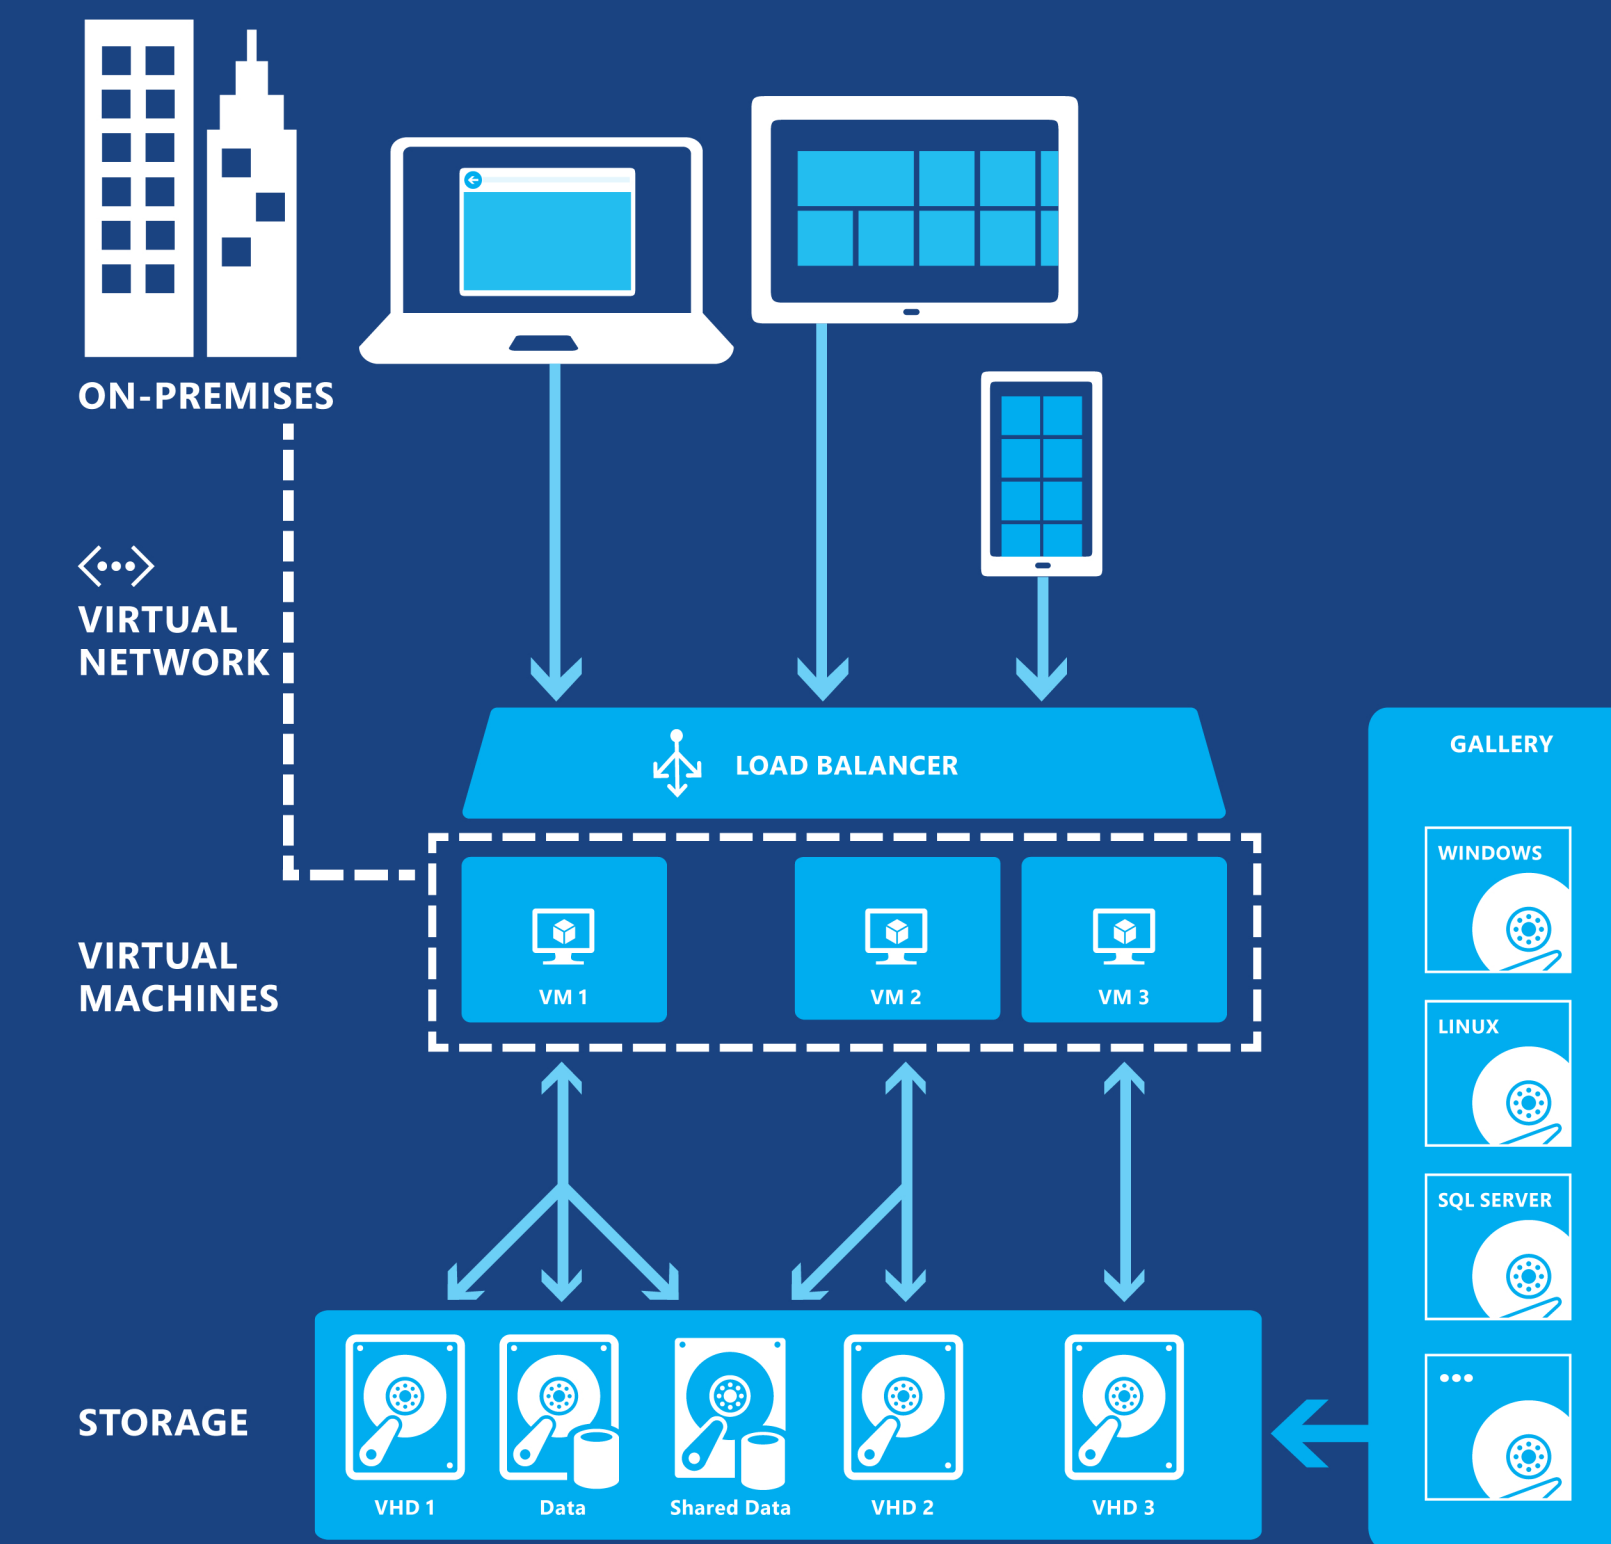 ON-PREMISES
VIRTUAL
NETWORK
LOAD BALANCER
GALLERY
WINDOWS
LINUX
SQL SERVER
VIRTUAL
MACHINES
VM 1
VM 2
VM 3
STORAGE
VHD 1
Data
Shared Data
VHD 2
VHD 3